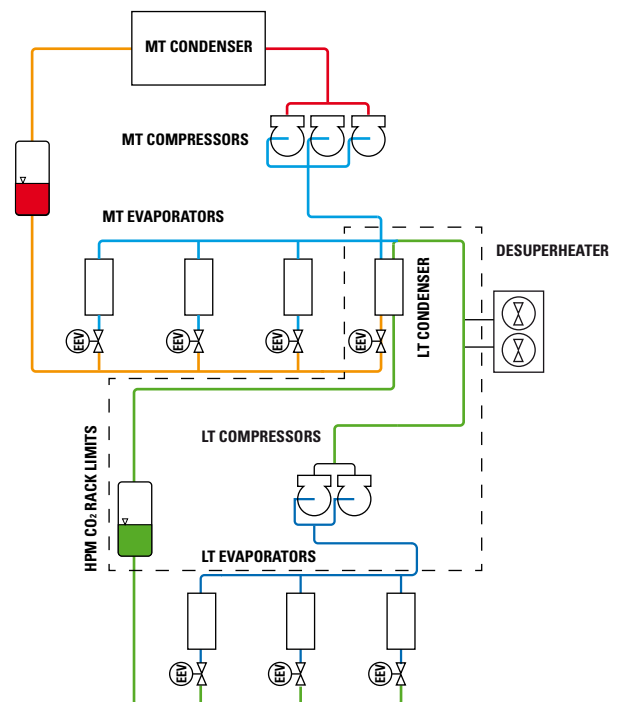 MT CONDENSER
MT COMPRESSORS
MT EVAPORATORS
DESUPERHEATER
LT CONDENSER
EEV
EEV
EEV
EEV
LT COMPRESSORS
HPM CO₂ RACK LIMITS
LT EVAPORATORS
EEV
EEV
EEV